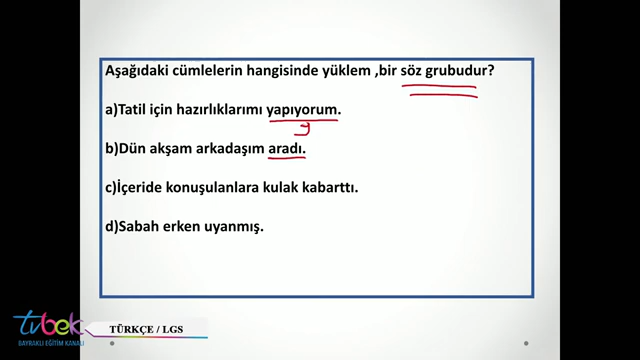 Aşağıdaki cümlelerin hangisinde yüklem ,bir söz grubudur?
a)Tatil için hazırlıklarımı yapıyorum.
b)Dün akşam arkadaşım aradı.
c)İçeride konuşulanlara kulak kabarttı.
d)Sabah erken uyanmış.
tvbek
BAYRAKLI EĞİTİM KANALI
TÜRKÇE / LGS